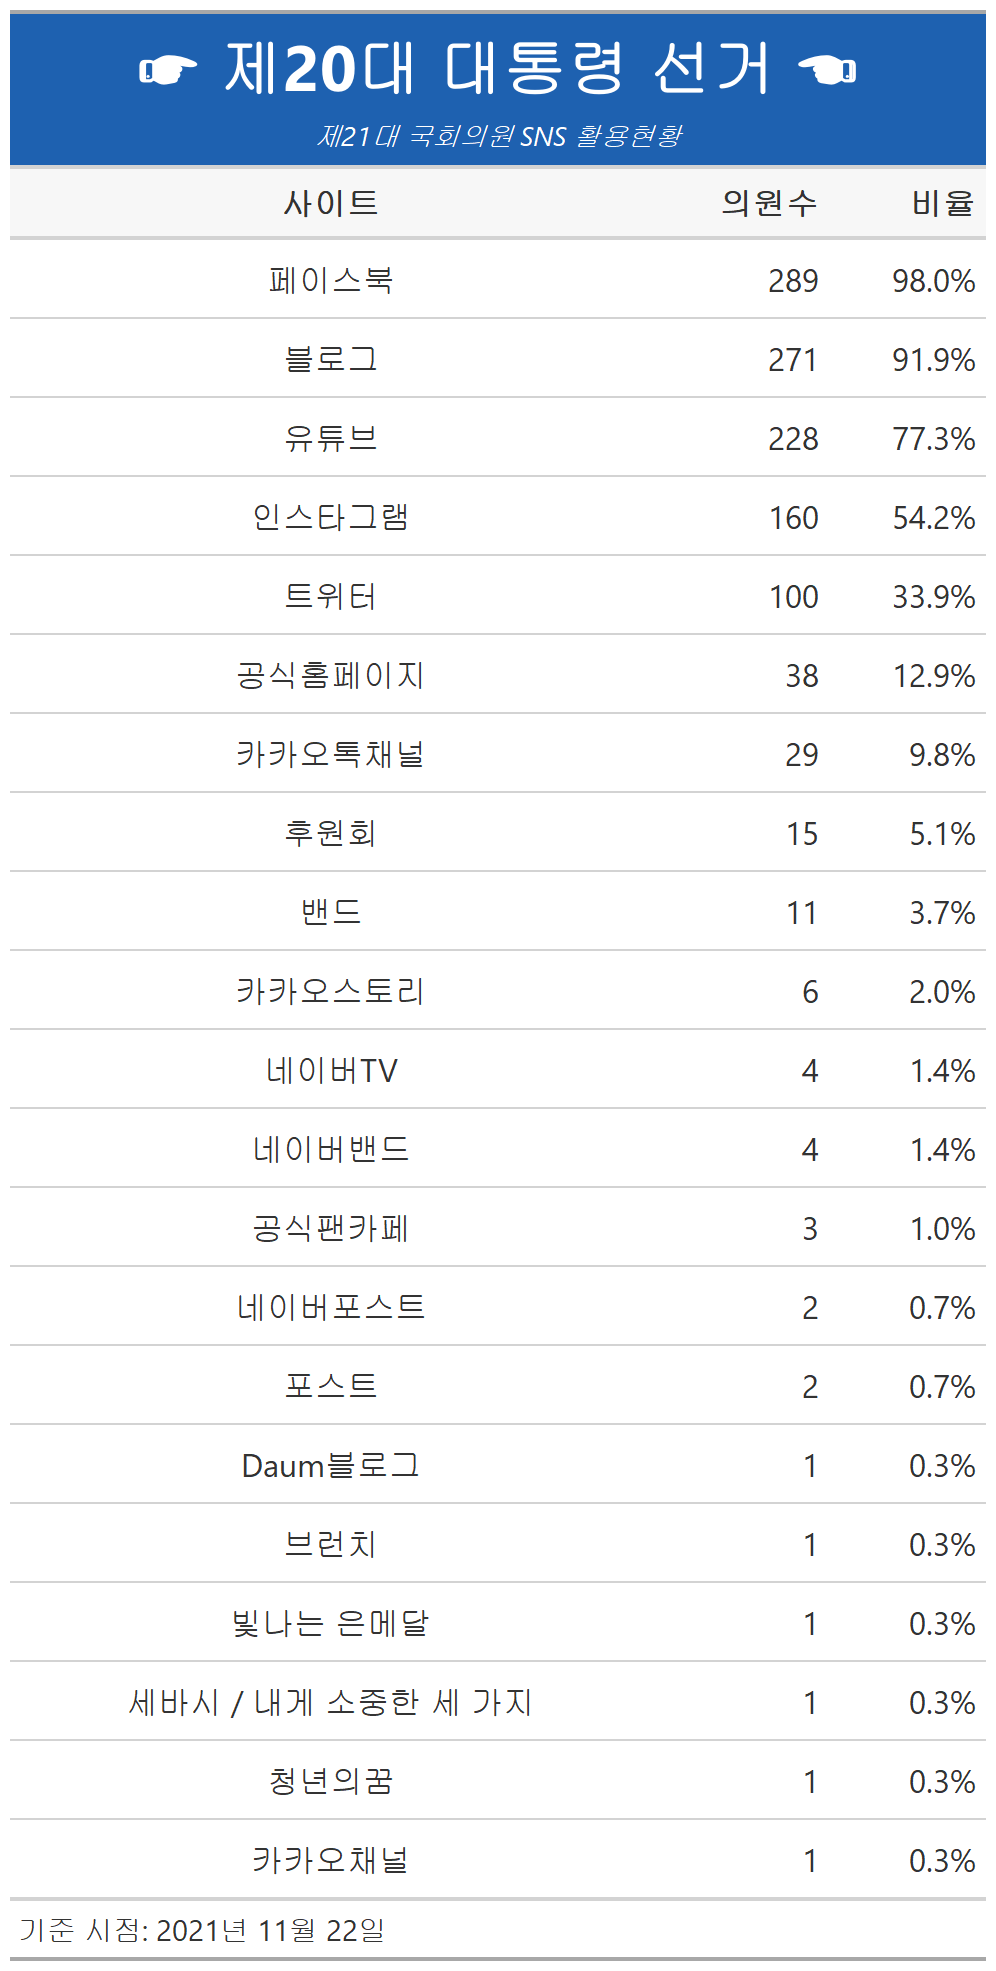 제20대 대통령 선거
제21대 국회의원 SNS 활용현황
사이트 의원수 비율
페이스북 289 98.0%
블로그 271 91.9%
유튜브 228 77.3%
인스타그램 160 54.2%
트위터 100 33.9%
공식홈페이지 38 12.9%
카카오톡채널 29 9.8%
후원회 15 5.1%
밴드 11 3.7%
카카오스토리 6 2.0%
네이버TV 4 1.4%
네이버밴드 4 1.4%
공식팬카페 3 1.0%
네이버포스트 2 0.7%
포스트 2 0.7%
Daum블로그 1 0.3%
브런치 1 0.3%
빛나는 은메달 1 0.3%
세바시 / 내게 소중한 세 가지 1 0.3%
청년의꿈 1 0.3%
카카오채널 1 0.3%
기준 시점: 2021년 11월 22일